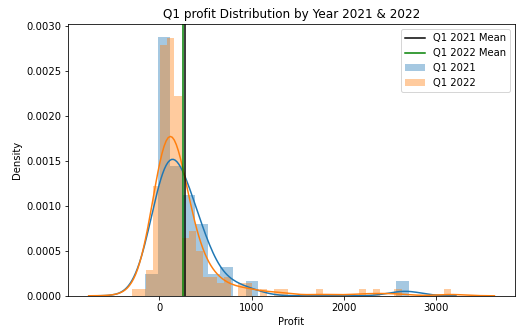 Q1 profit Distribution by Year 2021 & 2022
0.0030
0.0025
0.0020
0.0015
0.0010
0.0005
0.0000
Density
Q1 2021 Mean
Q1 2022 Mean
Q1 2021
Q1 2022
0
1000
2000
3000
Profit